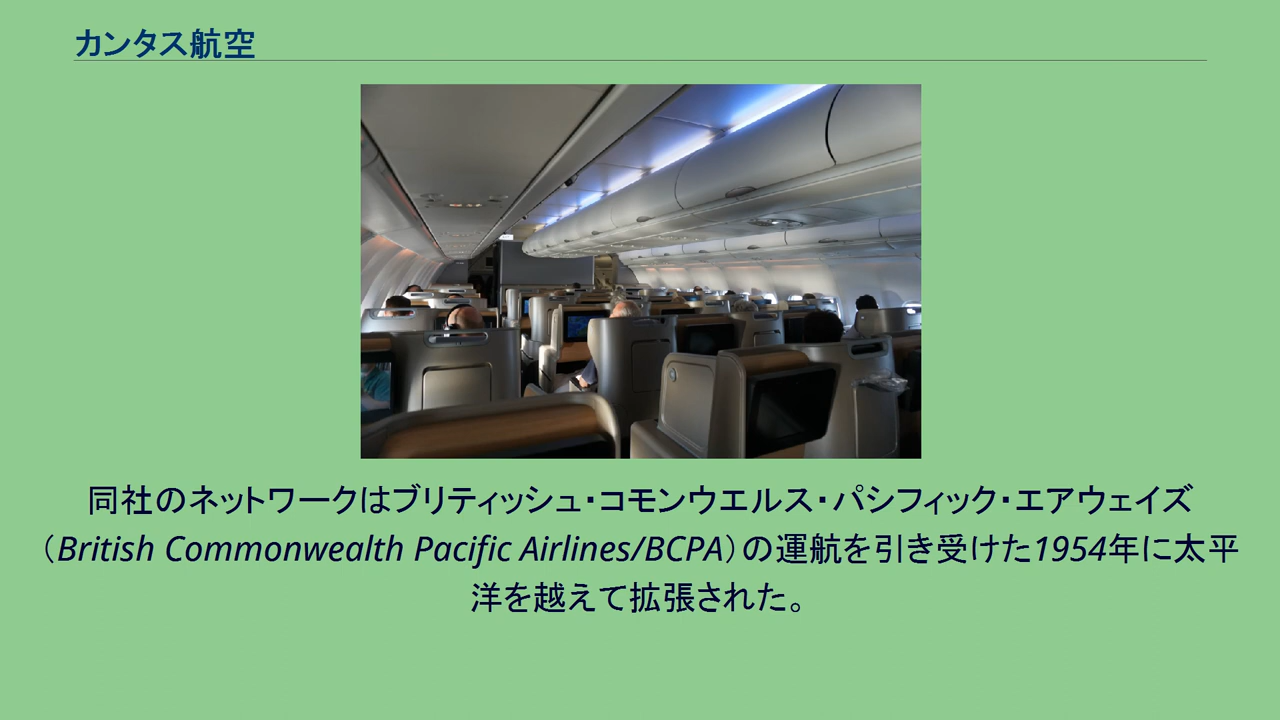 カンタス航空
同社のネットワークはブリティッシュ・コモンウエルス・パシフィック・エアウェイズ
（British Commonwealth Pacific Airlines/BCPA）の運航を引き受けた1954年に太平
洋を越えて拡張された。